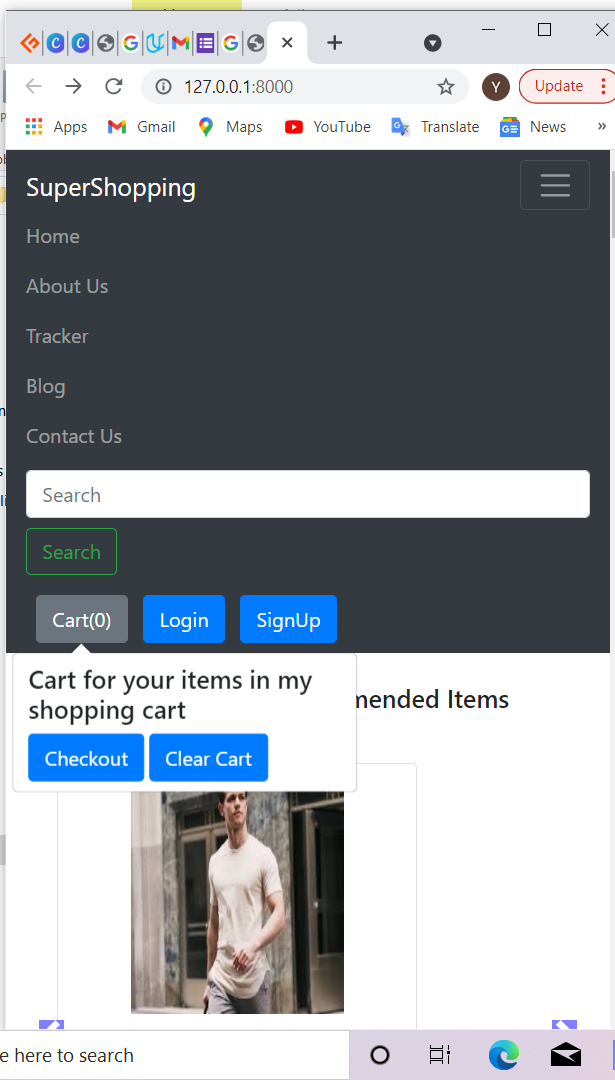 127.0.0.1:8000
Y
Update
Apps
Gmail
Maps
YouTube
Translate
News
»
SuperShopping
Home
About Us
Tracker
Blog
Contact Us
Search
Search
Cart(0) Login SignUp
Cart for your items in my
shopping cart
mended Items
Checkout Clear Cart
e here to search